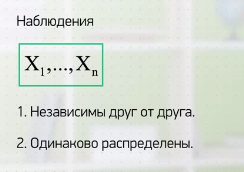 Наблюдения
X₁,...,Xₙ
1. Независимы друг от друга.
2. Одинаково распределены.